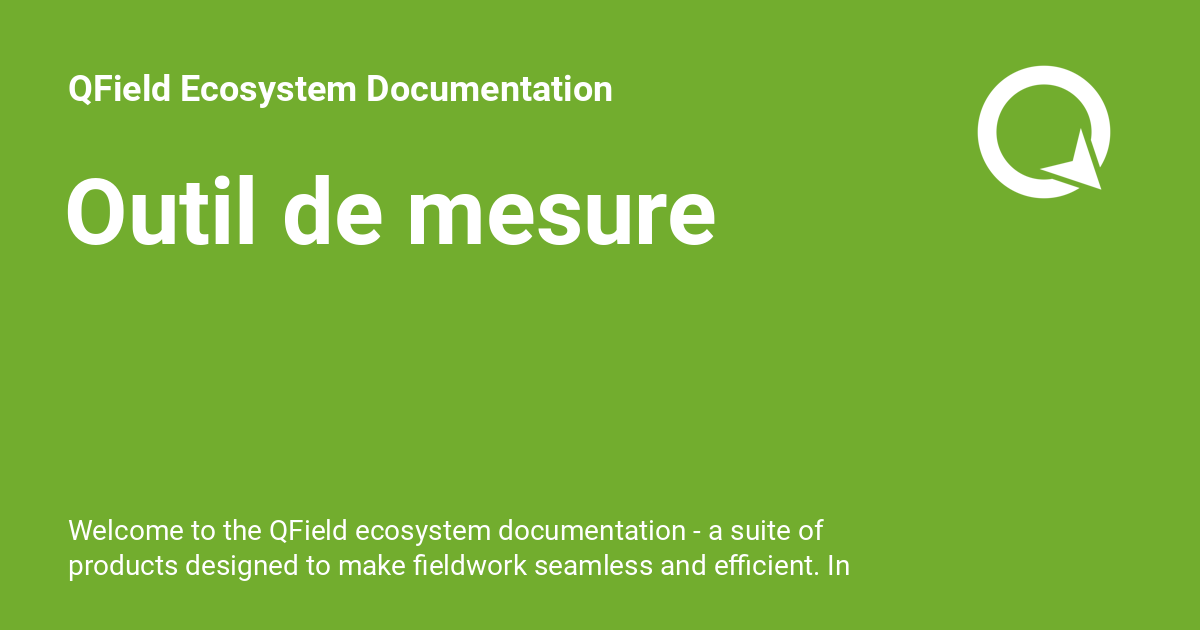 QField Ecosystem Documentation
Outil de mesure
Welcome to the QField ecosystem documentation - a suite of
products designed to make fieldwork seamless and efficient. In